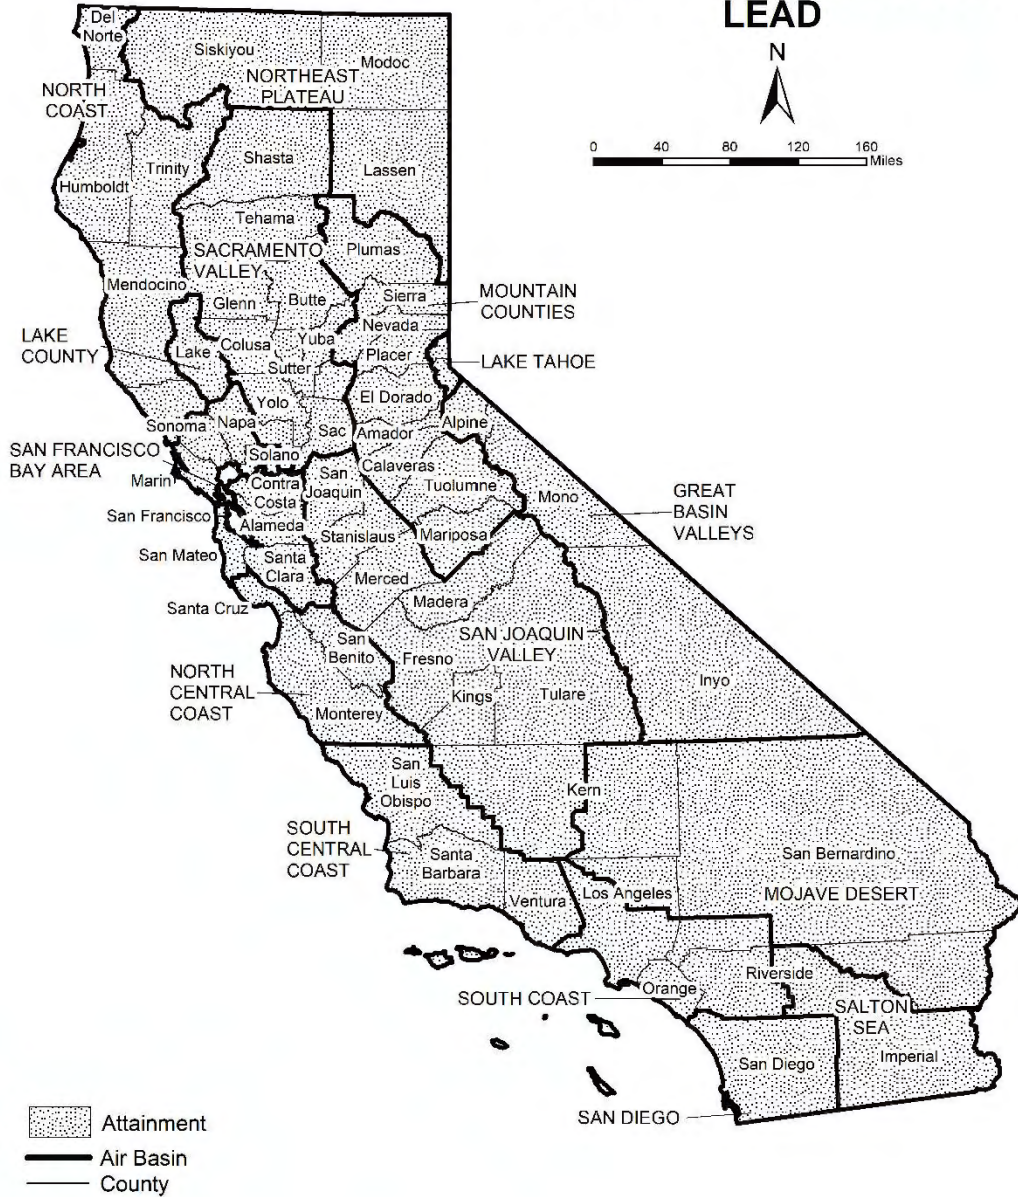 LEAD
N
0 40 80 120 160
Miles
Del
Norte
Siskiyou
Modoc
NORTHEAST
PLATEAU
NORTH
COAST
Humboldt
Trinity
Shasta
Lassen
Tehama
SACRAMENTO
VALLEY
Plumas
Mendocino
Glenn
Butte
Sierra
MOUNTAIN
COUNTIES
Nevada
LAKE
COUNTY
Lake
Colusa
Yuba
Sutter
Placer
LAKE TAHOE
El Dorado
Yolo
Sonoma
Napa
Sac
Amador
Alpine
SAN FRANCISCO
BAY AREA
Solano
Marin
Contra
Costa
San
Joaquin
Calaveras
Tuolumne
Mono
GREAT
BASIN
VALLEYS
San Francisco
Alameda
Stanislaus
Mariposa
San Mateo
Santa
Clara
Merced
Santa Cruz
Madera
San
Benito
Fresno
SAN JOAQUIN
VALLEY
NORTH
CENTRAL
COAST
Monterey
Kings
Tulare
Inyo
San
Luis
Obispo
Kern
SOUTH
CENTRAL
COAST
Santa
Barbara
Ventura
Los Angeles
San Bernardino
MOJAVE DESERT
SOUTH COAST
Orange
Riverside
SALTON
SEA
San Diego
Imperial
SAN DIEGO
Attainment
Air Basin
County